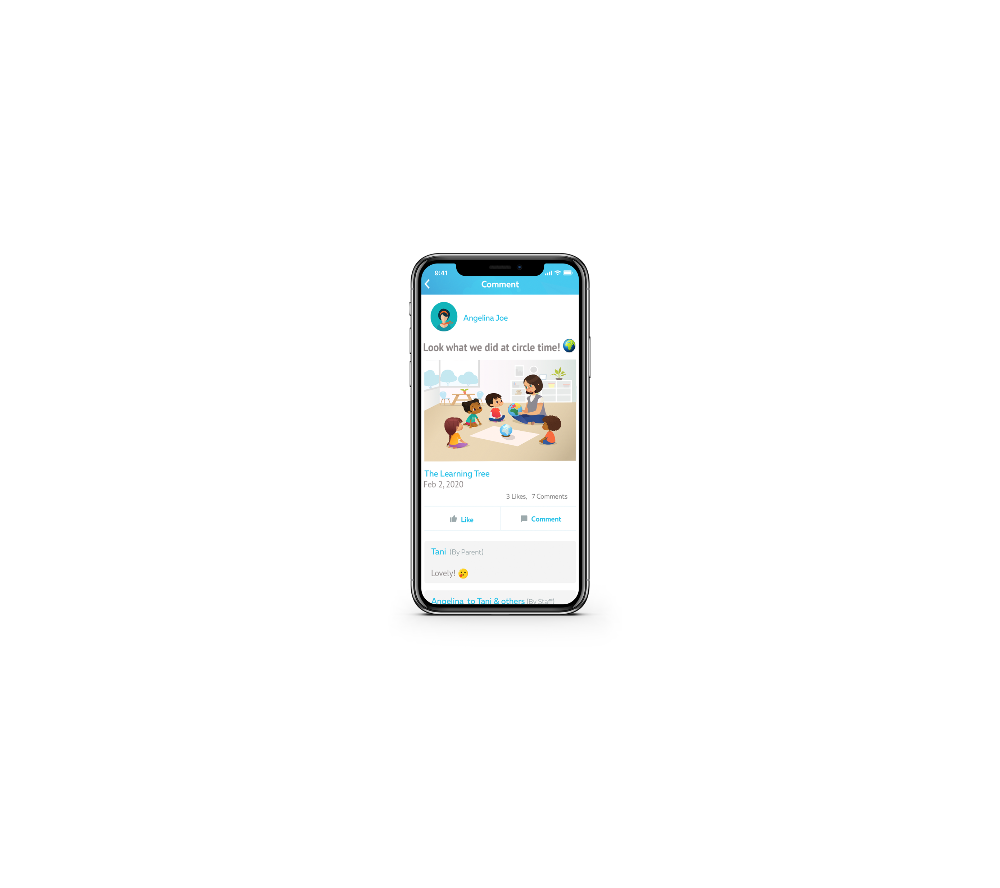 9:41
Comment
Angelina Joe
Look what we did at circle time! 🌍
The Learning Tree
Feb 2, 2020
3 Likes, 7 Comments
Like
Comment
Tani (By Parent)
Lovely! 😘
Angelina to Tani & others (By Staff)